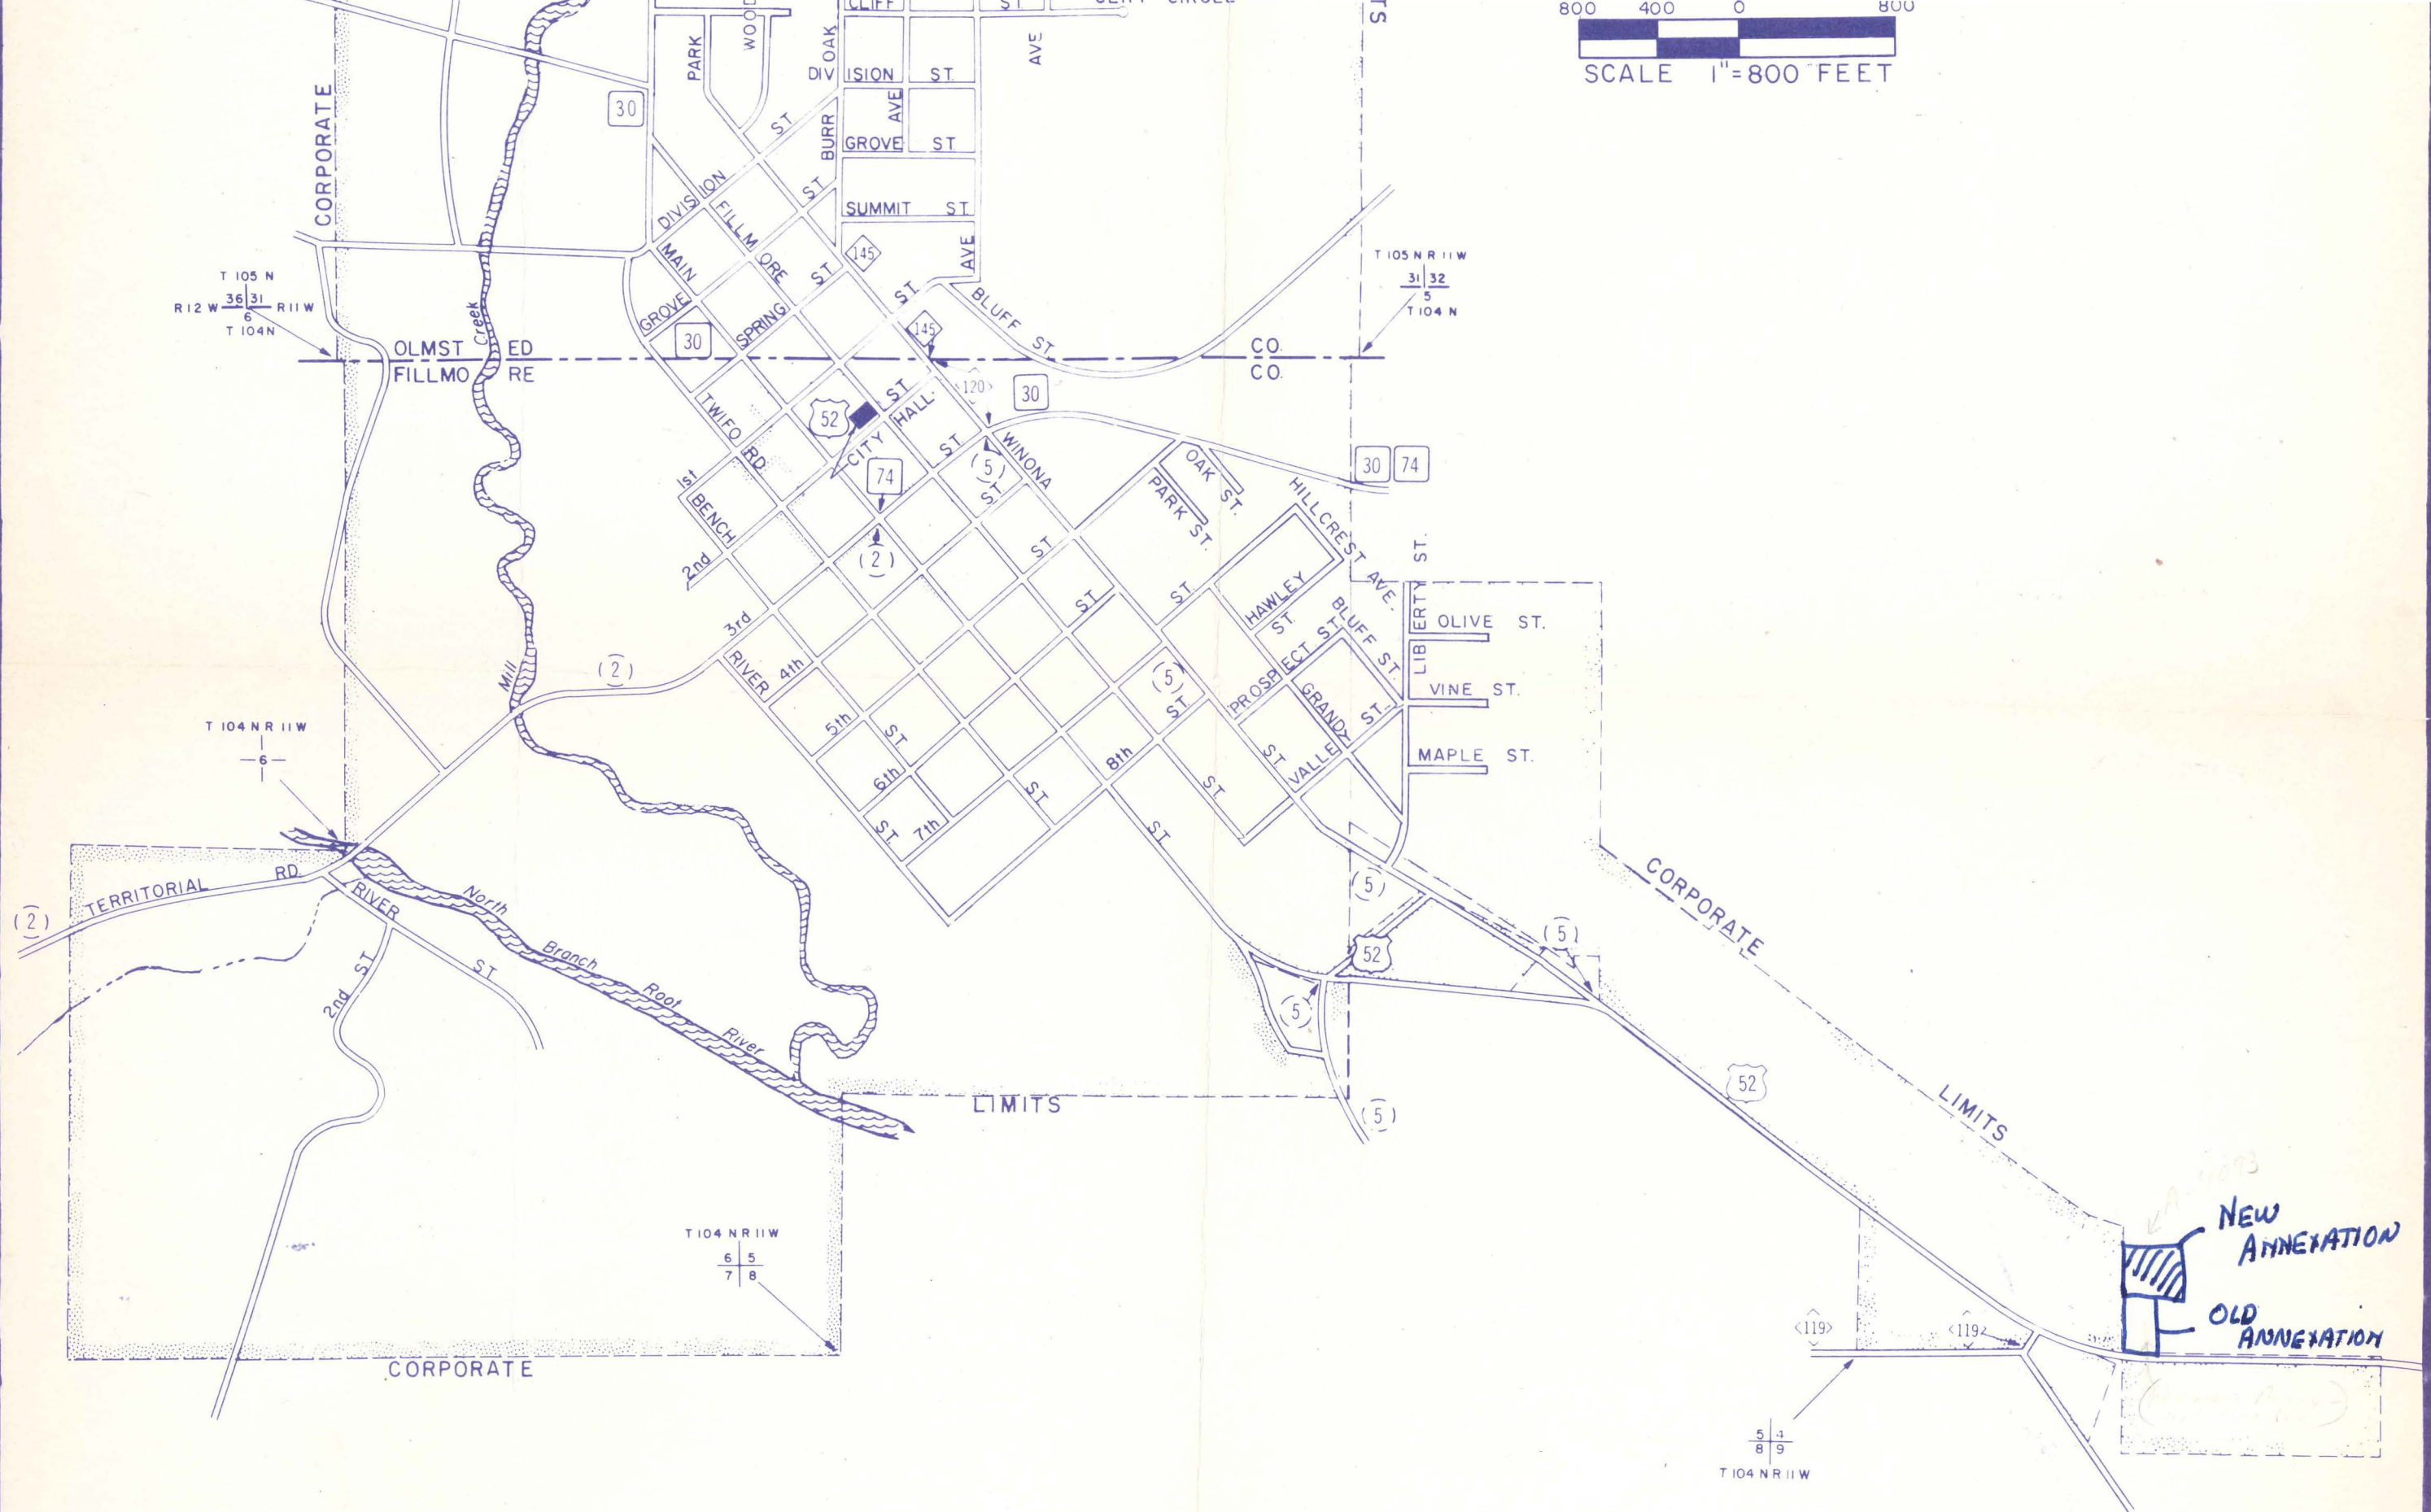 800 400 0 800
SCALE 1"=800 FEET
CLIFF ST.
CLIFF CIRCLE
PARK
OAK
AVE
DIVISION ST.
CORPORATE
30
ST
BURR
AVE
GROVE ST.
DIVISION
ST
SUMMIT ST.
FILLMORE
MAIN
145
AVE
T 105 N
R 12 W 36 31 R 11 W
6
T 104 N
T 105 N R 11 W
31 32
5
T 104 N
Creek
GROVE
SPRING ST
ST.
BLUFF ST.
30
145
OLMSTED CO.
FILLMORE CO.
TWIFO RD
52
ST
CITY HALL
<120>
30
ST
WINONA
(5)
ST
30 74
74
OAK ST.
PARK ST.
1st
BENCH
HILLCREST AVE.
2nd
(2)
ST
LIBERTY ST.
HAWLEY ST.
ST
ST
BLUFF ST.
OLIVE ST.
3rd
Mill
(2)
RIVER
4th
(5)
PROSPECT ST.
VINE ST.
GRANDY
ST
T 104 N R 11 W
6
5th
ST.
ST.
VALLE
MAPLE ST.
8th
ST.
6th
ST.
ST.
ST.
7th
ST.
TERRITORIAL RD.
(2)
RIVER ST.
North Branch Root River
(5)
CORPORATE
52
(5)
2nd ST
(5)
52
LIMITS
(5)
LIMITS
T 104 N R 11 W
6 5
7 8
NEW
ANNEXATION
OLD
ANNEXATION
<119>
<119>
CORPORATE
5 4
8 9
T 104 N R 11 W